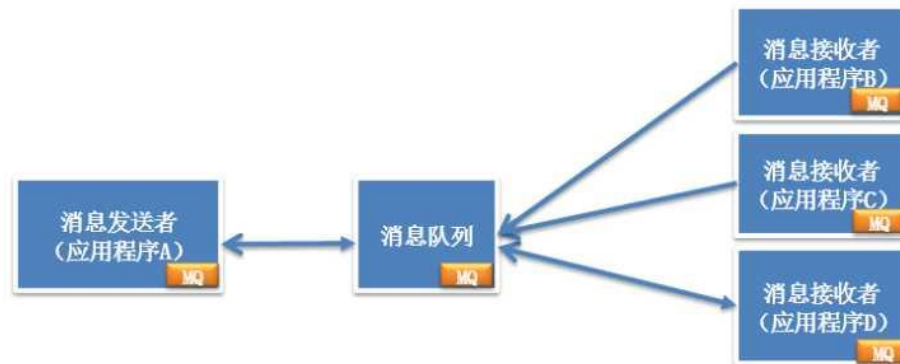 消息发送者
（应用程序A）
MQ
消息队列
MQ
消息接收者
（应用程序B）
MQ
消息接收者
（应用程序C）
MQ
消息接收者
（应用程序D）
MQ